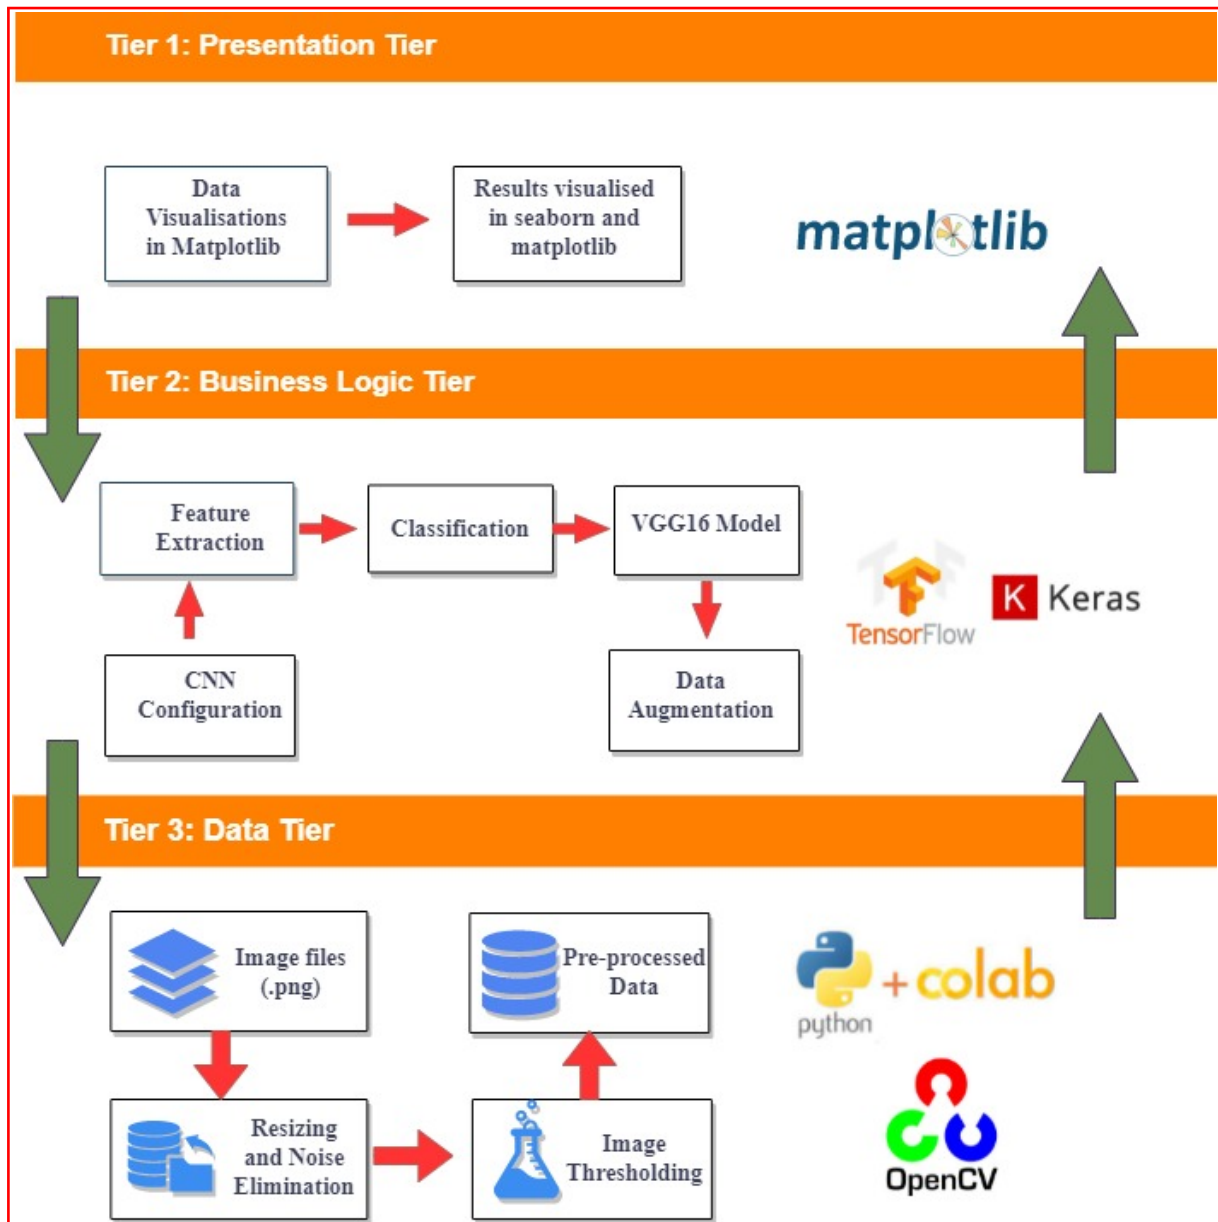 Tier 1: Presentation Tier
Data
Visualisations
in Matplotlib
Results visualised
in seaborn and
matplotlib
matplotlib
Tier 2: Business Logic Tier
Feature
Extraction
Classification
VGG16 Model
TensorFlow
K Keras
CNN
Configuration
Data
Augmentation
Tier 3: Data Tier
Image files
(.png)
Pre-processed
Data
python
+ colab
Resizing
and Noise
Elimination
Image
Thresholding
OpenCV